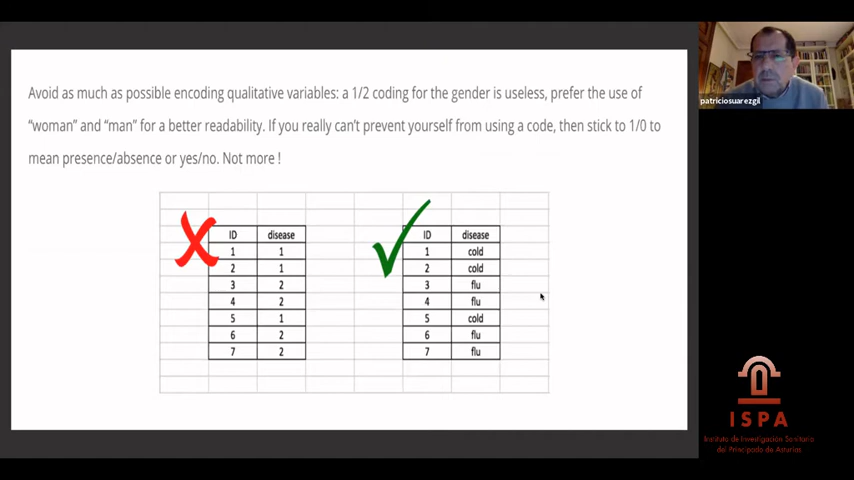 Avoid as much as possible encoding qualitative variables: a 1/2 coding for the gender is useless, prefer the use of
“woman” and “man” for a better readability. If you really can’t prevent yourself from using a code, then stick to 1/0 to
mean presence/absence or yes/no. Not more !
ID disease
1 1
2 1
3 2
4 2
5 1
6 2
7 2
ID disease
1 cold
2 cold
3 flu
4 flu
5 cold
6 flu
7 flu
patriciosuarezgil
ISPA
Instituto de Investigación Sanitaria
del Principado de Asturias